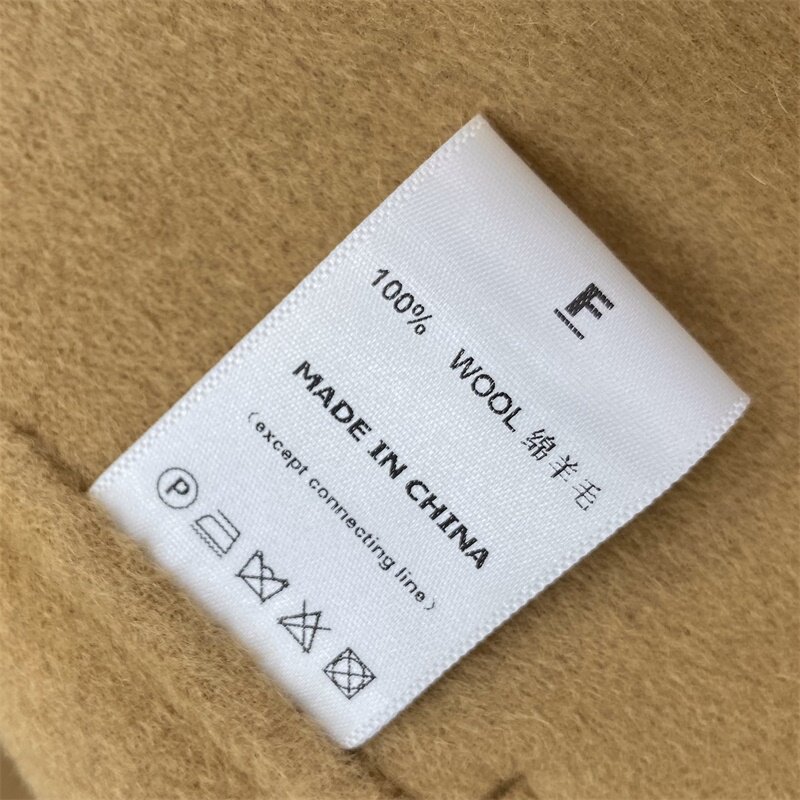 F
100% WOOL 绵羊毛
MADE IN CHINA
(except connecting line)
P